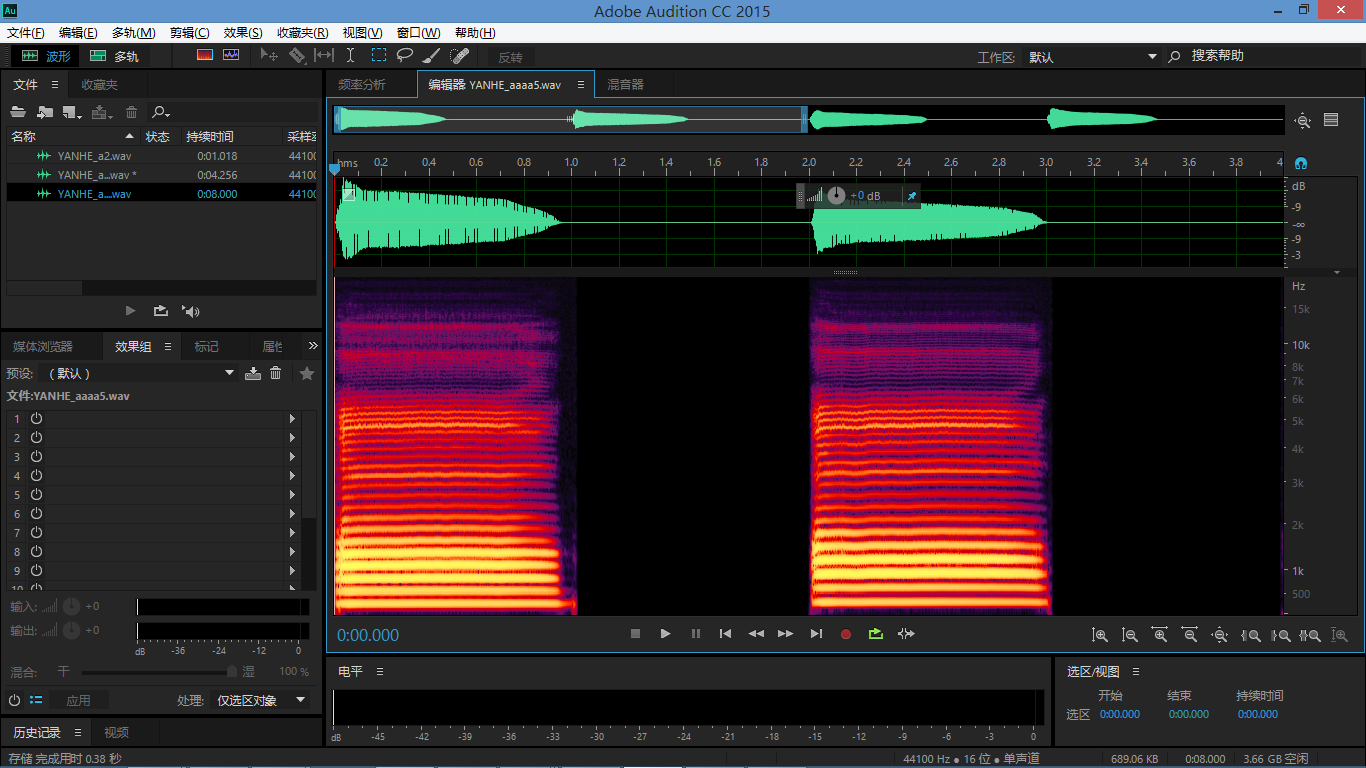 Au Adobe Audition CC 2015
文件(F) 编辑(E) 多轨(M) 剪辑(C) 效果(S) 收藏夹(R) 视图(V) 窗口(W) 帮助(H)
波形 多轨 反转 工作区: 默认 搜索帮助
文件 收藏夹
频率分析 编辑器: YANHE_aaaa5.wav 混音器
名称 状态 持续时间 采样率
YANHE_a2.wav 0:01.018 44100
YANHE_a...wav * 0:04.256 44100
YANHE_a....wav 0:08.000 44100
hms 0.2 0.4 0.6 0.8 1.0 1.2 1.4 1.6 1.8 2.0 2.2 2.4 2.6 2.8 3.0 3.2 3.4 3.6 3.8 4
+0 dB
dB
-9
-∞
-9
-3
Hz
15k
10k
8k
7k
6k
5k
4k
3k
2k
1k
500
媒体浏览器 效果组 标记 属性
预设: (默认)
文件:YANHE_aaaa5.wav
1
2
3
4
5
6
7
8
9
10
输入: +0
输出: +0
dB -36 -24 -12 0
混合: 干 湿 100 %
应用 处理: 仅选区对象
0:00.000
历史记录 视频
电平
dB -45 -42 -39 -36 -33 -30 -27 -24 -21 -18 -15 -12 -9 -6 -3 0
选区/视图
开始 结束 持续时间
选区 0:00.000 0:00.000 0:00.000
存储 完成用时 0.38 秒
44100 Hz ● 16 位 ● 单声道 689.06 KB 0:08.000 3.66 GB 空闲